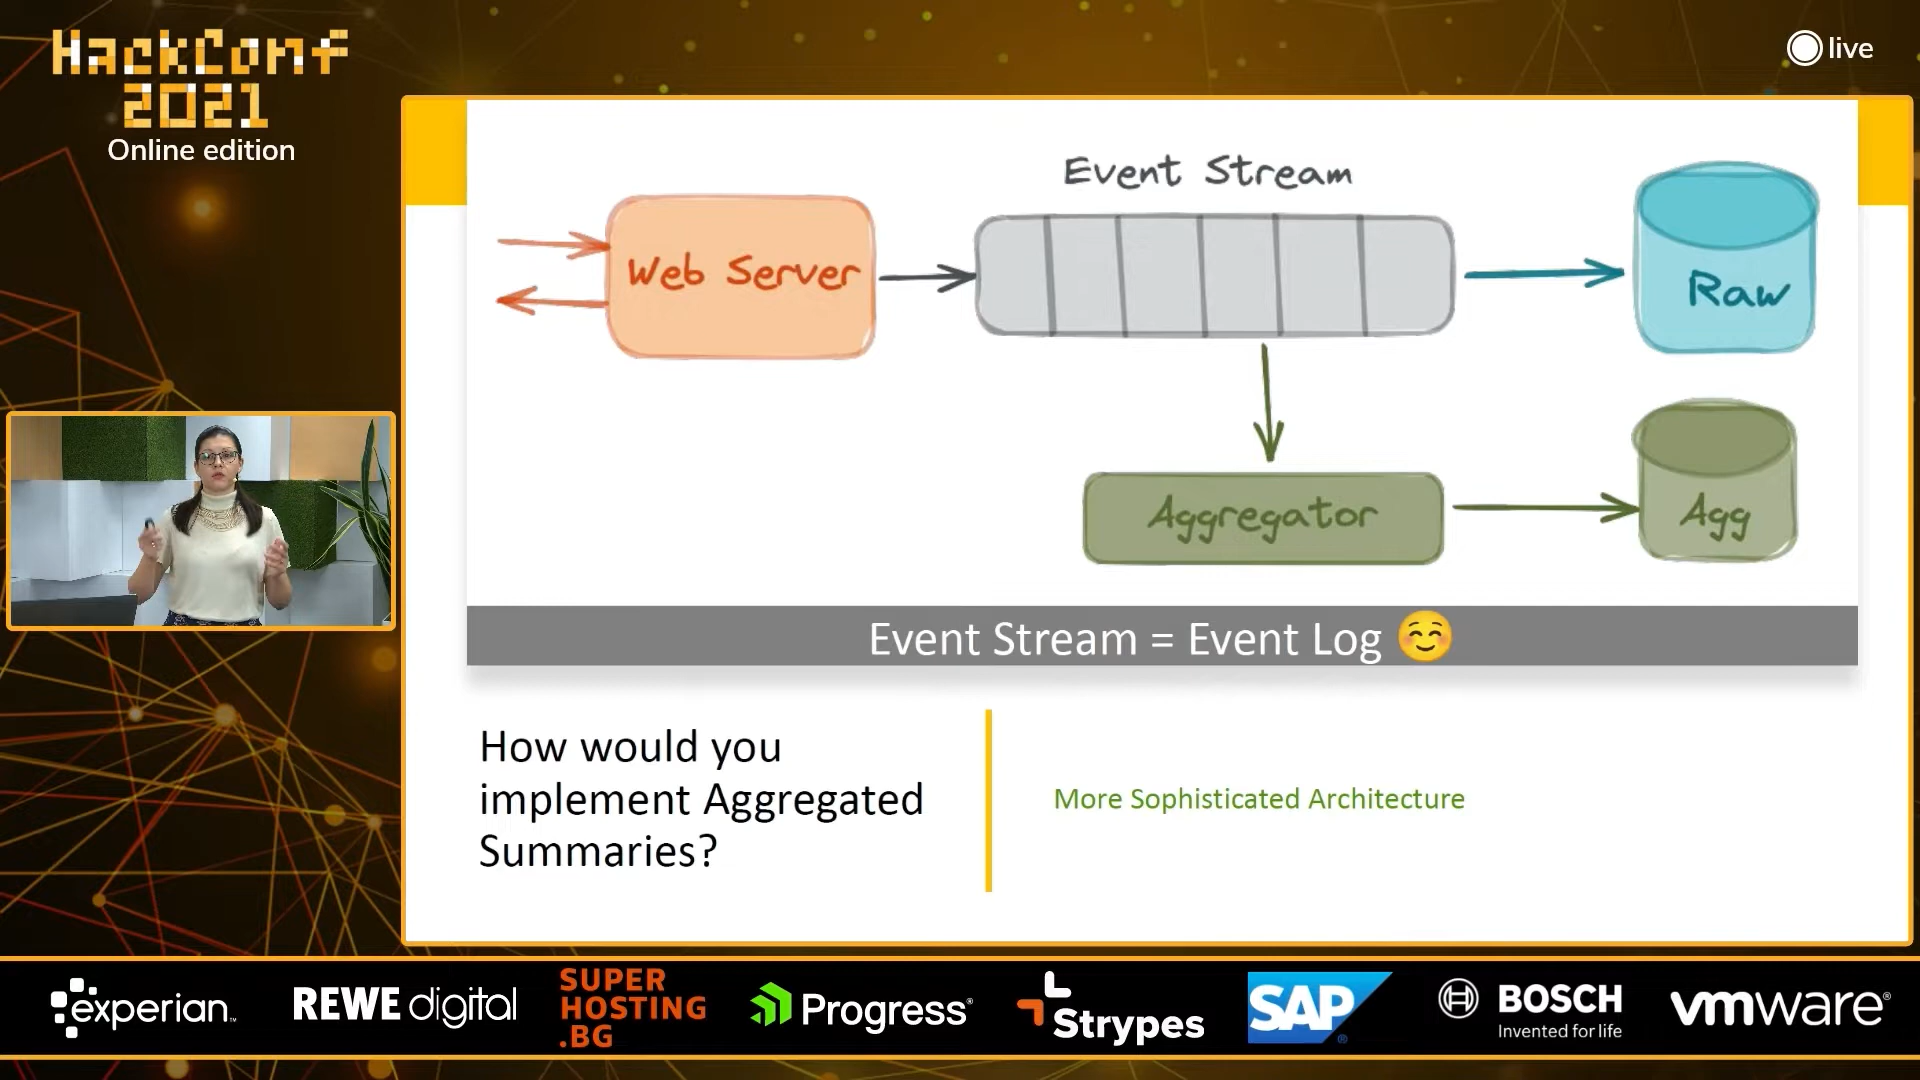 HackConf
2021
Online edition
live
Event Stream
Web Server
Raw
Aggregator
Agg
Event Stream = Event Log ☺️
How would you
implement Aggregated
Summaries?
More Sophisticated Architecture
experian™
REWE digital
SUPER
HOSTING
.BG
Progress®
Strypes
SAP®
BOSCH
Invented for life
vmware®